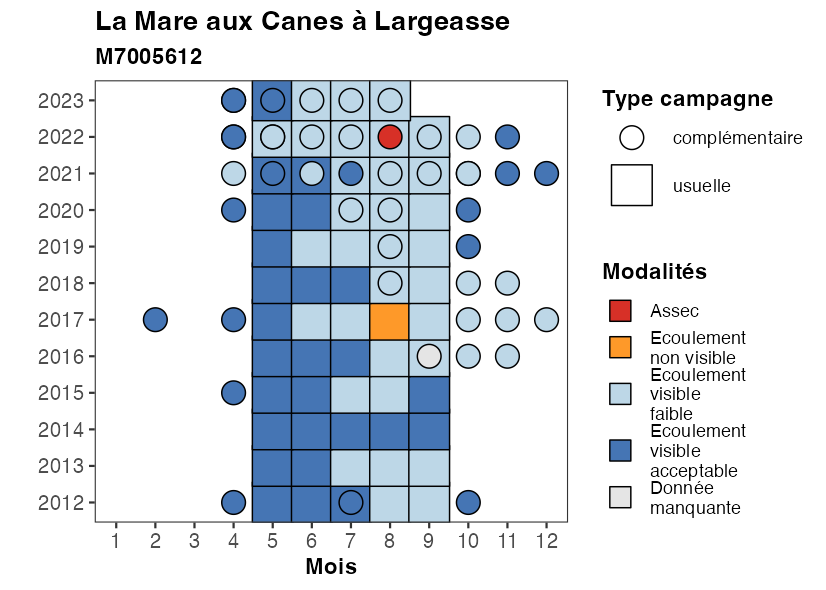 La Mare aux Canes à Largeasse
M7005612
2023
2022
2021
2020
2019
2018
2017
2016
2015
2014
2013
2012
1 2 3 4 5 6 7 8 9 10 11 12
Mois
Type campagne
complémentaire
usuelle
Modalités
Assec
Ecoulement
non visible
Ecoulement
visible
faible
Ecoulement
visible
acceptable
Donnée
manquante